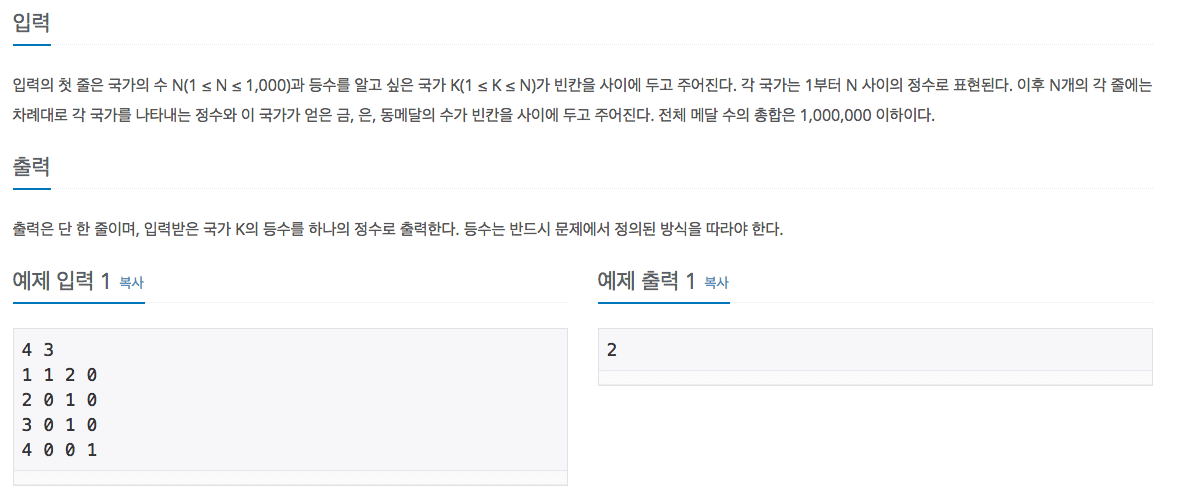 입력
입력의 첫 줄은 국가의 수 N(1 ≤ N ≤ 1,000)과 등수를 알고 싶은 국가 K(1 ≤ K ≤ N)가 빈칸을 사이에 두고 주어진다. 각 국가는 1부터 N 사이의 정수로 표현된다. 이후 N개의 각 줄에는
차례대로 각 국가를 나타내는 정수와 이 국가가 얻은 금, 은, 동메달의 수가 빈칸을 사이에 두고 주어진다. 전체 메달 수의 총합은 1,000,000 이하이다.
출력
출력은 단 한 줄이며, 입력받은 국가 K의 등수를 하나의 정수로 출력한다. 등수는 반드시 문제에서 정의된 방식을 따라야 한다.
예제 입력 1 복사
4 3
1 1 2 0
2 0 1 0
3 0 1 0
4 0 0 1
예제 출력 1 복사
2